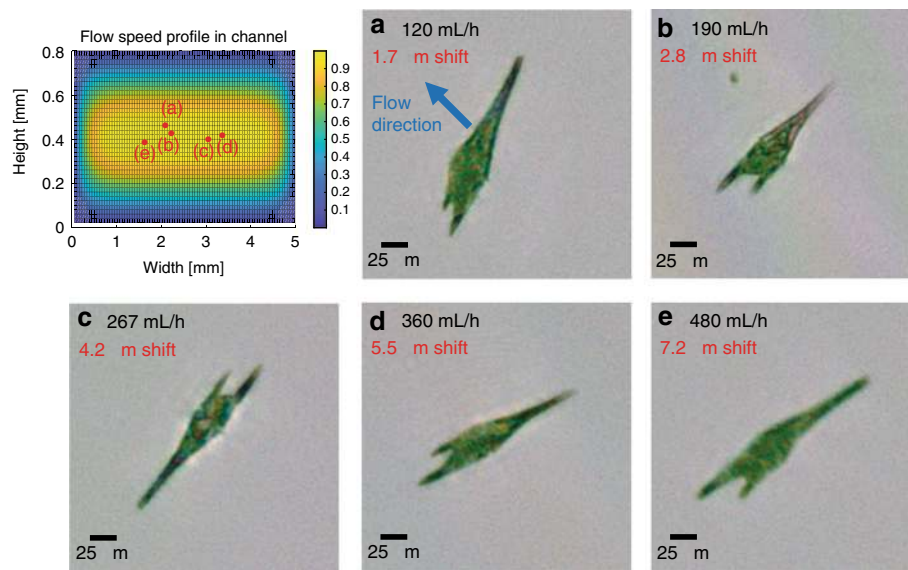 Flow speed profile in channel
Height [mm]
0.8
0.6
0.4
0.2
0
0 1 2 3 4 5
Width [mm]
0.9
0.8
0.7
0.6
0.5
0.4
0.3
0.2
0.1
(a)
(b)
(c)
(d)
(e)
a 120 mL/h
1.7 m shift
Flow
direction
25 m
b 190 mL/h
2.8 m shift
25 m
c 267 mL/h
4.2 m shift
25 m
d 360 mL/h
5.5 m shift
25 m
e 480 mL/h
7.2 m shift
25 m